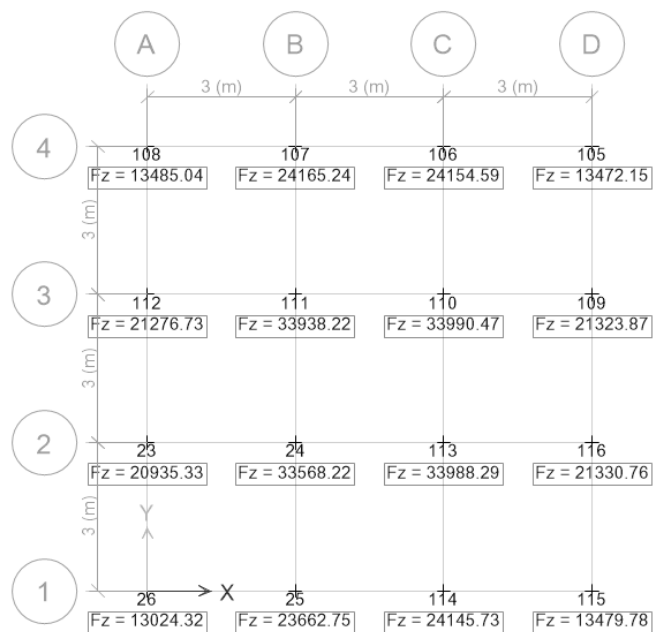 A B C D
3 (m) 3 (m) 3 (m)
4
108 107 106 105
Fz = 13485.04 Fz = 24165.24 Fz = 24154.59 Fz = 13472.15
3 (m)
3
112 111 110 109
Fz = 21276.73 Fz = 33938.22 Fz = 33990.47 Fz = 21323.87
3 (m)
2
23 24 113 116
Fz = 20935.33 Fz = 33568.22 Fz = 33988.29 Fz = 21330.76
3 (m)
Y
1
X
26 25 114 115
Fz = 13024.32 Fz = 23662.75 Fz = 24145.73 Fz = 13479.78